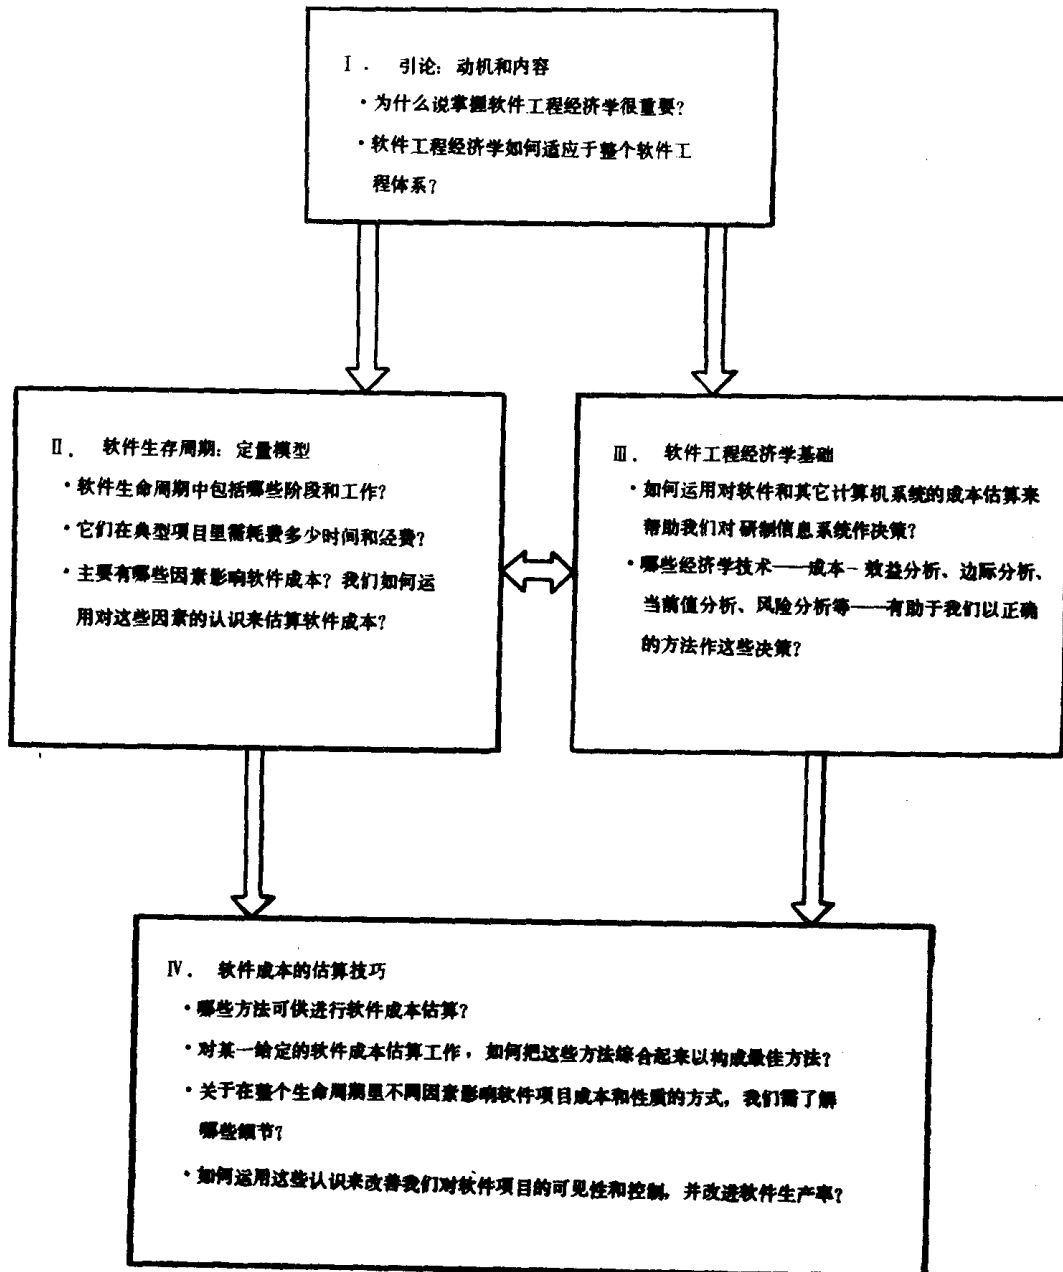 Ⅰ． 引论：动机和内容
·为什么说掌握软件工程经济学很重要？
·软件工程经济学如何适应于整个软件工
程体系？
Ⅱ． 软件生存周期：定量模型
·软件生命周期中包括哪些阶段和工作？
·它们在典型项目里需耗费多少时间和经费？
·主要有哪些因素影响软件成本？我们如何运
用对这些因素的认识来估算软件成本？
Ⅲ． 软件工程经济学基础
·如何运用对软件和其它计算机系统的成本估算来
帮助我们对研制信息系统作决策？
·哪些经济学技术——成本－效益分析、边际分析、
当前值分析、风险分析等——有助于我们以正确
的方法作这些决策？
Ⅳ． 软件成本的估算技巧
·哪些方法可供进行软件成本估算？
·对某一给定的软件成本估算工作，如何把这些方法综合起来以构成最佳方法？
·关于在整个生命周期里不同因素影响软件项目成本和性质的方式，我们需了解
哪些细节？
·如何运用这些认识来改善我们对软件项目的可见性和控制，并改进软件生产率？